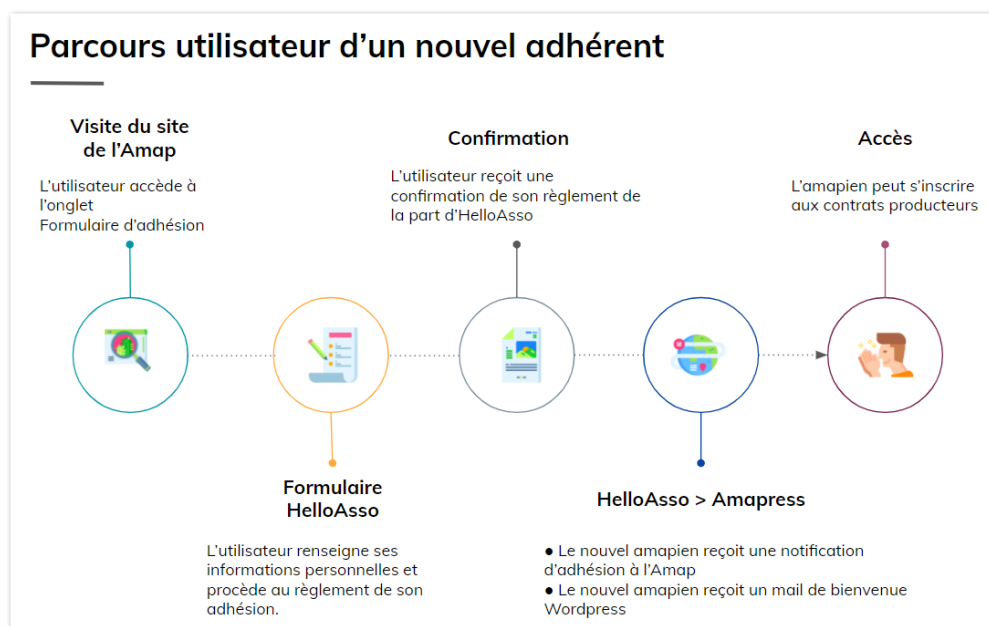 Parcours utilisateur d’un nouvel adhérent
Visite du site
de l’Amap
L’utilisateur accède à
l’onglet
Formulaire d’adhésion
Formulaire
HelloAsso
L’utilisateur renseigne ses
informations personnelles et
procède au règlement de son
adhésion.
Confirmation
L’utilisateur reçoit une
confirmation de son règlement de
la part d’HelloAsso
HelloAsso > Amapress
● Le nouvel amapien reçoit une notification
d’adhésion à l’Amap
● Le nouvel amapien reçoit un mail de bienvenue
Wordpress
Accès
L’amapien peut s’inscrire
aux contrats producteurs